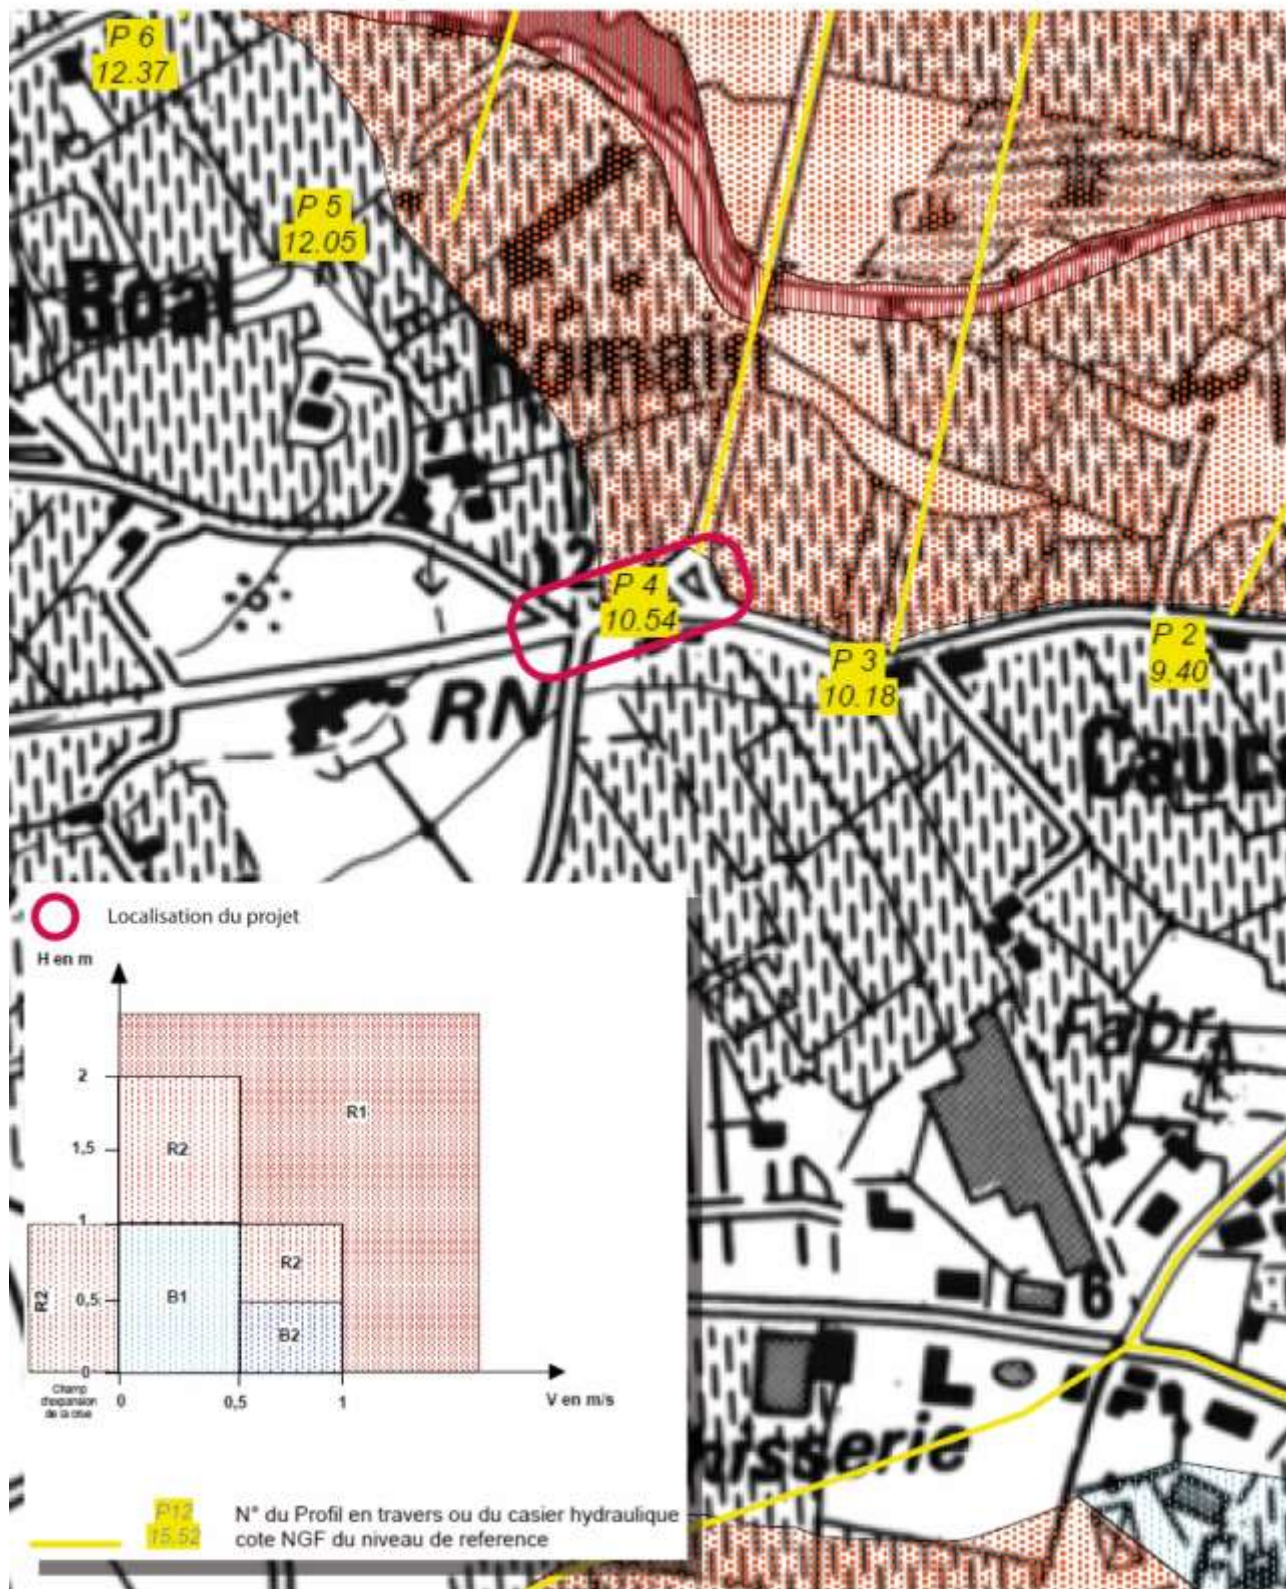 P 6
12.37
P 5
12.05
Boal
Romain
12
P 4
10.54
P 3
10.18
P 2
9.40
RN
Cauc
Fabr
6
nisserie
Localisation du projet
H en m
2
1,5
1
0,5
0
R1
R2
R2
R2
B1
B2
Champ
d'expansion
de la crue
0
0,5
1
V en m/s
P12
15.52
N° du Profil en travers ou du casier hydraulique
cote NGF du niveau de reference